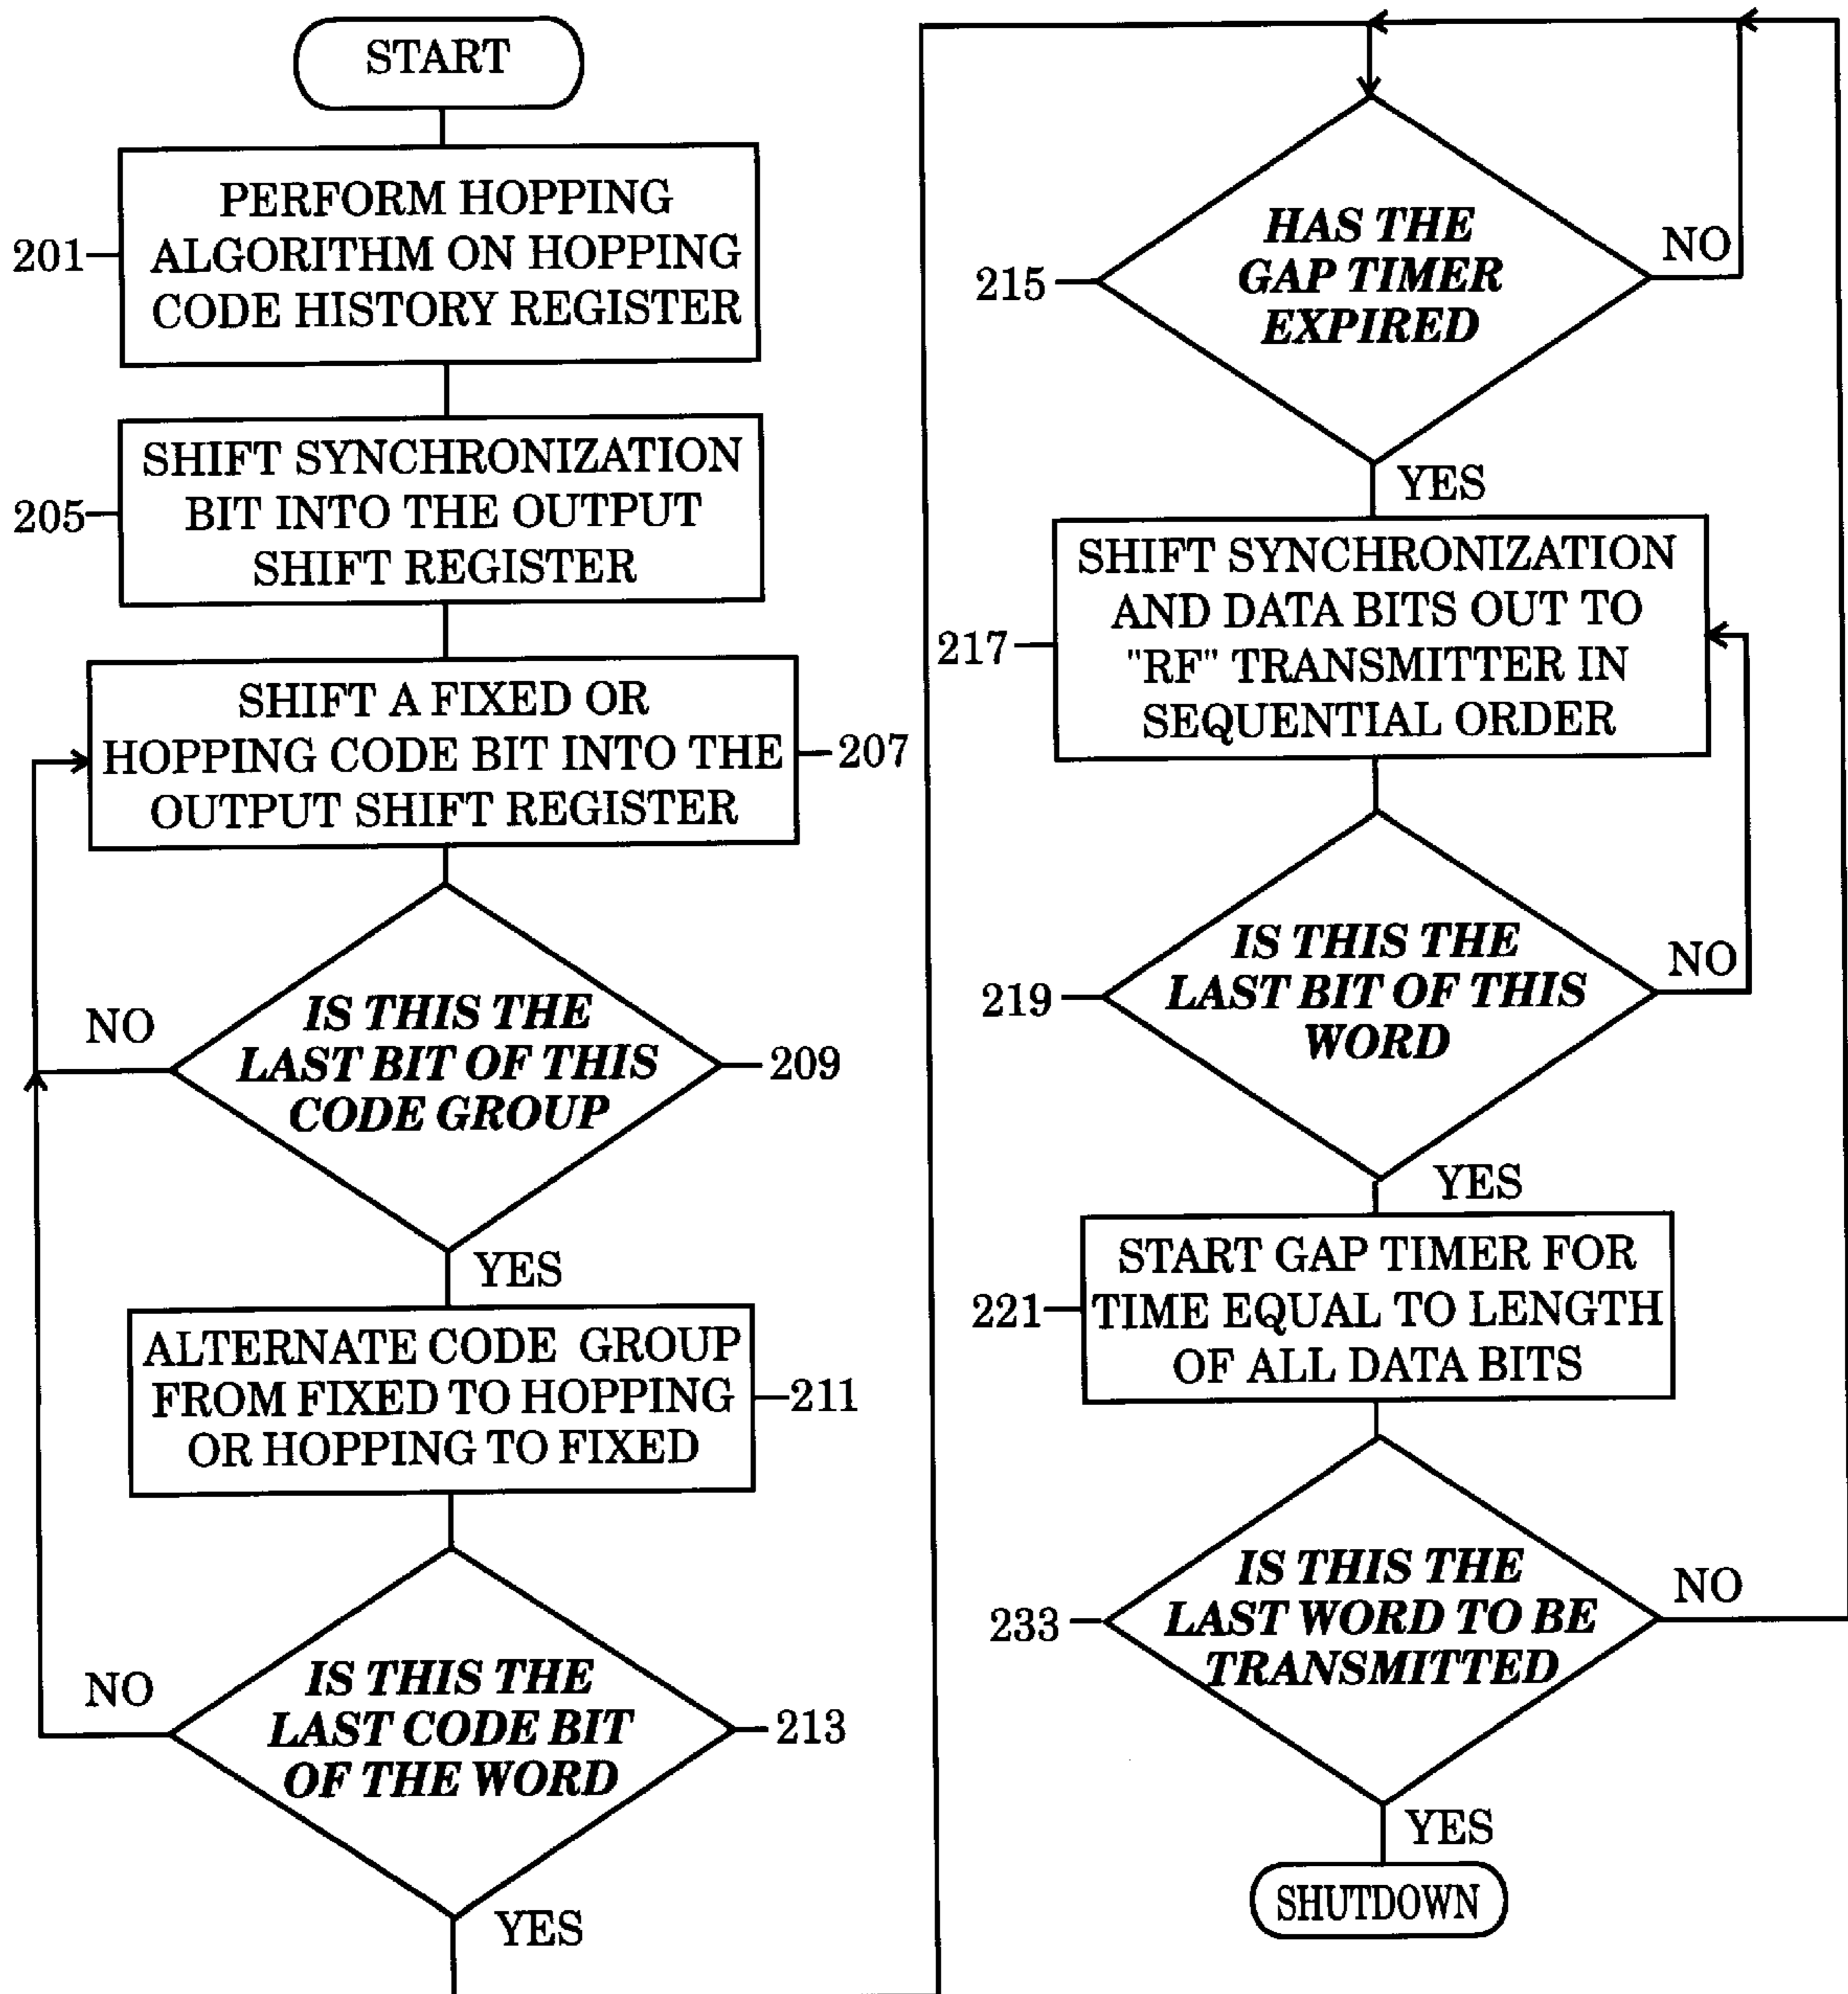 START
PERFORM HOPPING
ALGORITHM ON HOPPING
CODE HISTORY REGISTER
201
SHIFT SYNCHRONIZATION
BIT INTO THE OUTPUT
SHIFT REGISTER
205
SHIFT A FIXED OR
HOPPING CODE BIT INTO THE
OUTPUT SHIFT REGISTER
207
IS THIS THE
LAST BIT OF THIS
CODE GROUP
209
NO
YES
ALTERNATE CODE GROUP
FROM FIXED TO HOPPING
OR HOPPING TO FIXED
211
IS THIS THE
LAST CODE BIT
OF THE WORD
213
NO
YES
HAS THE
GAP TIMER
EXPIRED
215
NO
YES
SHIFT SYNCHRONIZATION
AND DATA BITS OUT TO
"RF" TRANSMITTER IN
SEQUENTIAL ORDER
217
IS THIS THE
LAST BIT OF THIS
WORD
219
NO
YES
START GAP TIMER FOR
TIME EQUAL TO LENGTH
OF ALL DATA BITS
221
IS THIS THE
LAST WORD TO BE
TRANSMITTED
233
NO
YES
SHUTDOWN